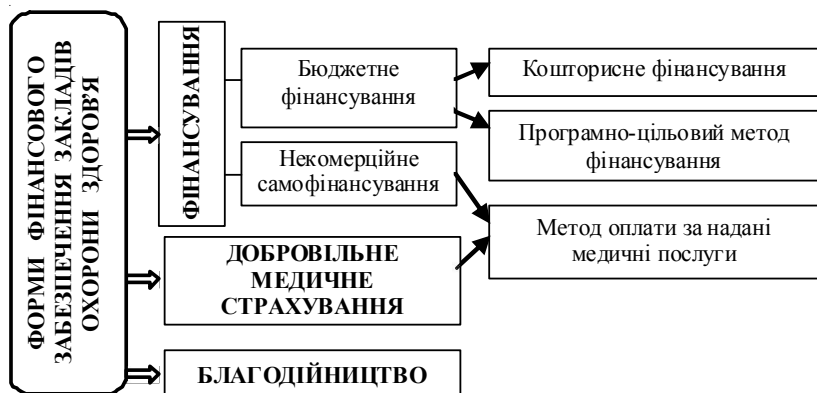 ФОРМИ ФІНАНСОВОГО
ЗАБЕЗПЕЧЕННЯ ЗАКЛАДІВ
ОХОРОНИ ЗДОРОВ'Я
ФІНАНСУВАННЯ
Бюджетне
фінансування
Некомерційне
самофінансування
ДОБРОВІЛЬНЕ
МЕДИЧНЕ
СТРАХУВАННЯ
БЛАГОДІЙНИЦТВО
Кошторисне фінансування
Програмно-цільовий метод
фінансування
Метод оплати за надані
медичні послуги